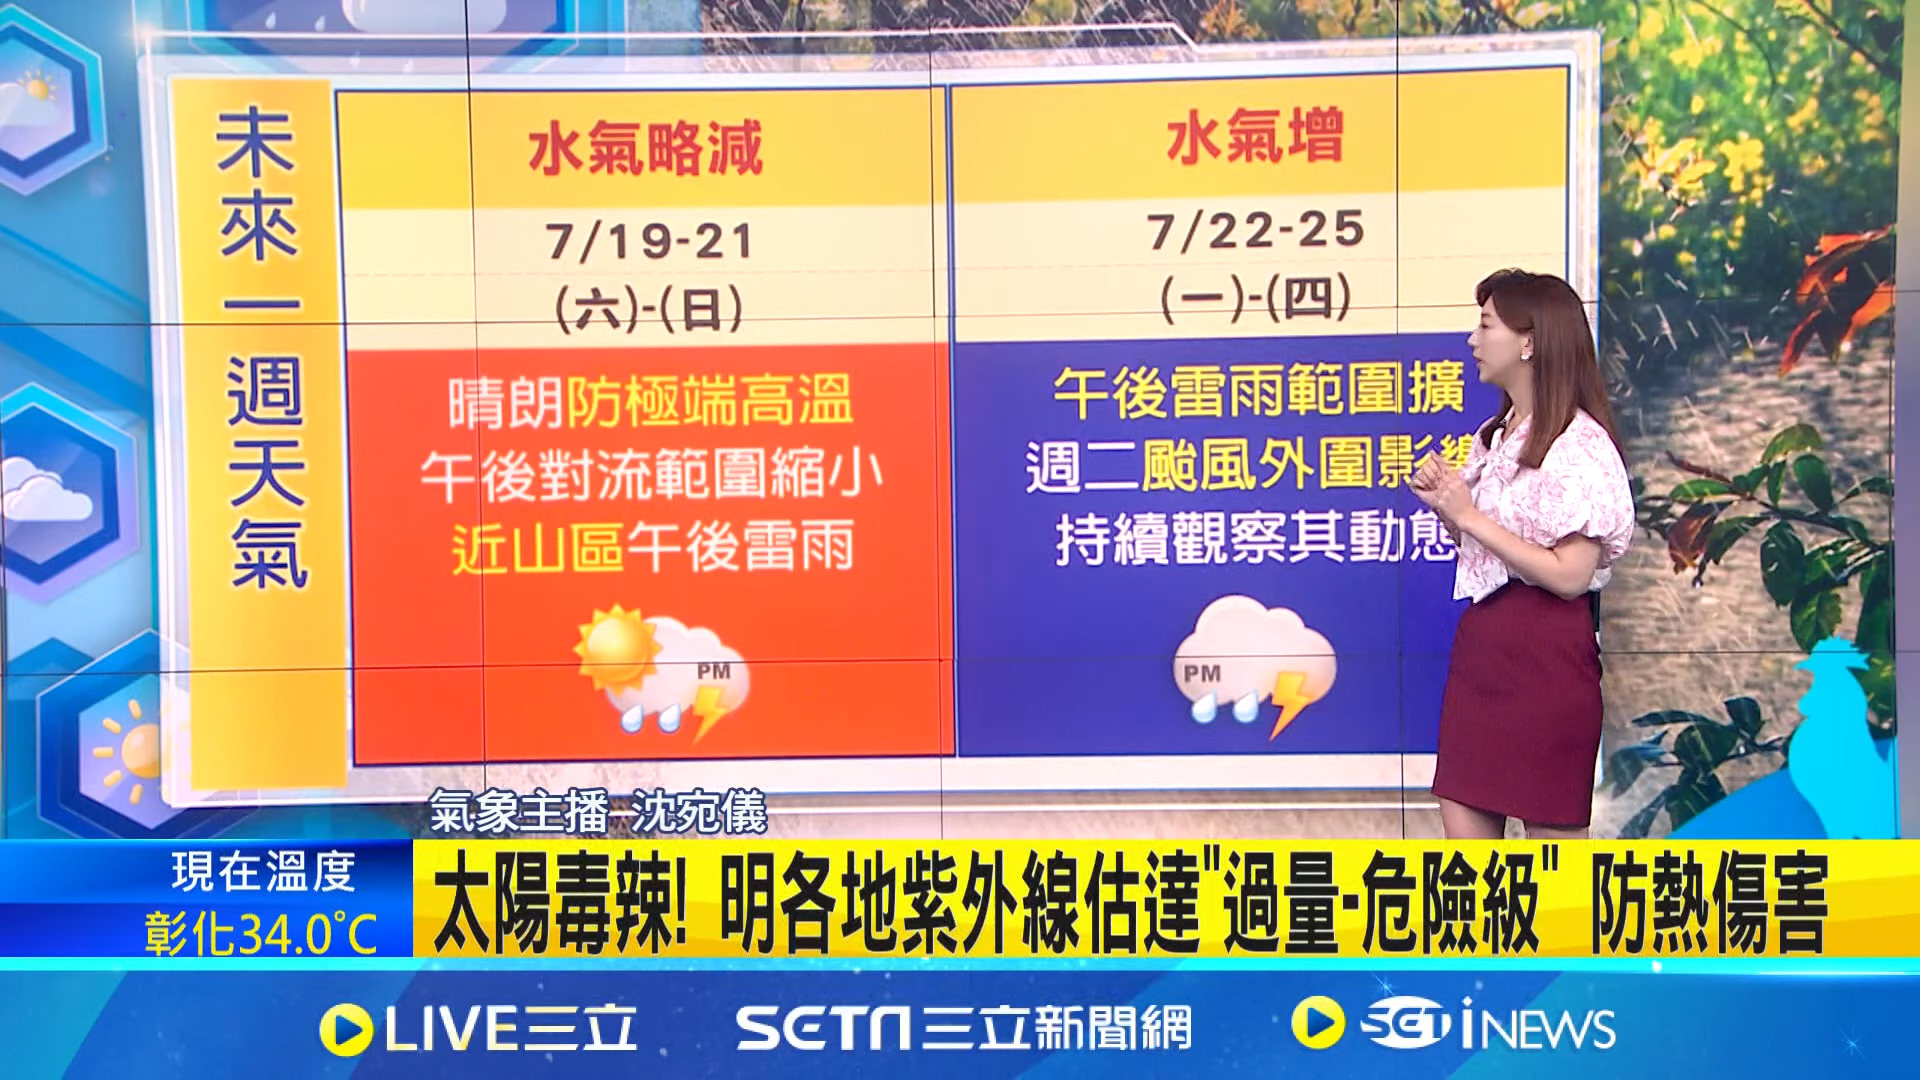 未來一週天氣
水氣略減
7/19-21
(六)-(日)
晴朗防極端高溫
午後對流範圍縮小
近山區午後雷雨
PM
水氣增
7/22-25
(一)-(四)
午後雷雨範圍擴
週二颱風外圍影
持續觀察其動態
PM
氣象主播 沈宛儀
現在溫度
彰化34.0°C
太陽毒辣! 明各地紫外線估達"過量-危險級" 防熱傷害
LIVE三立
SETN三立新聞網
SETiNEWS